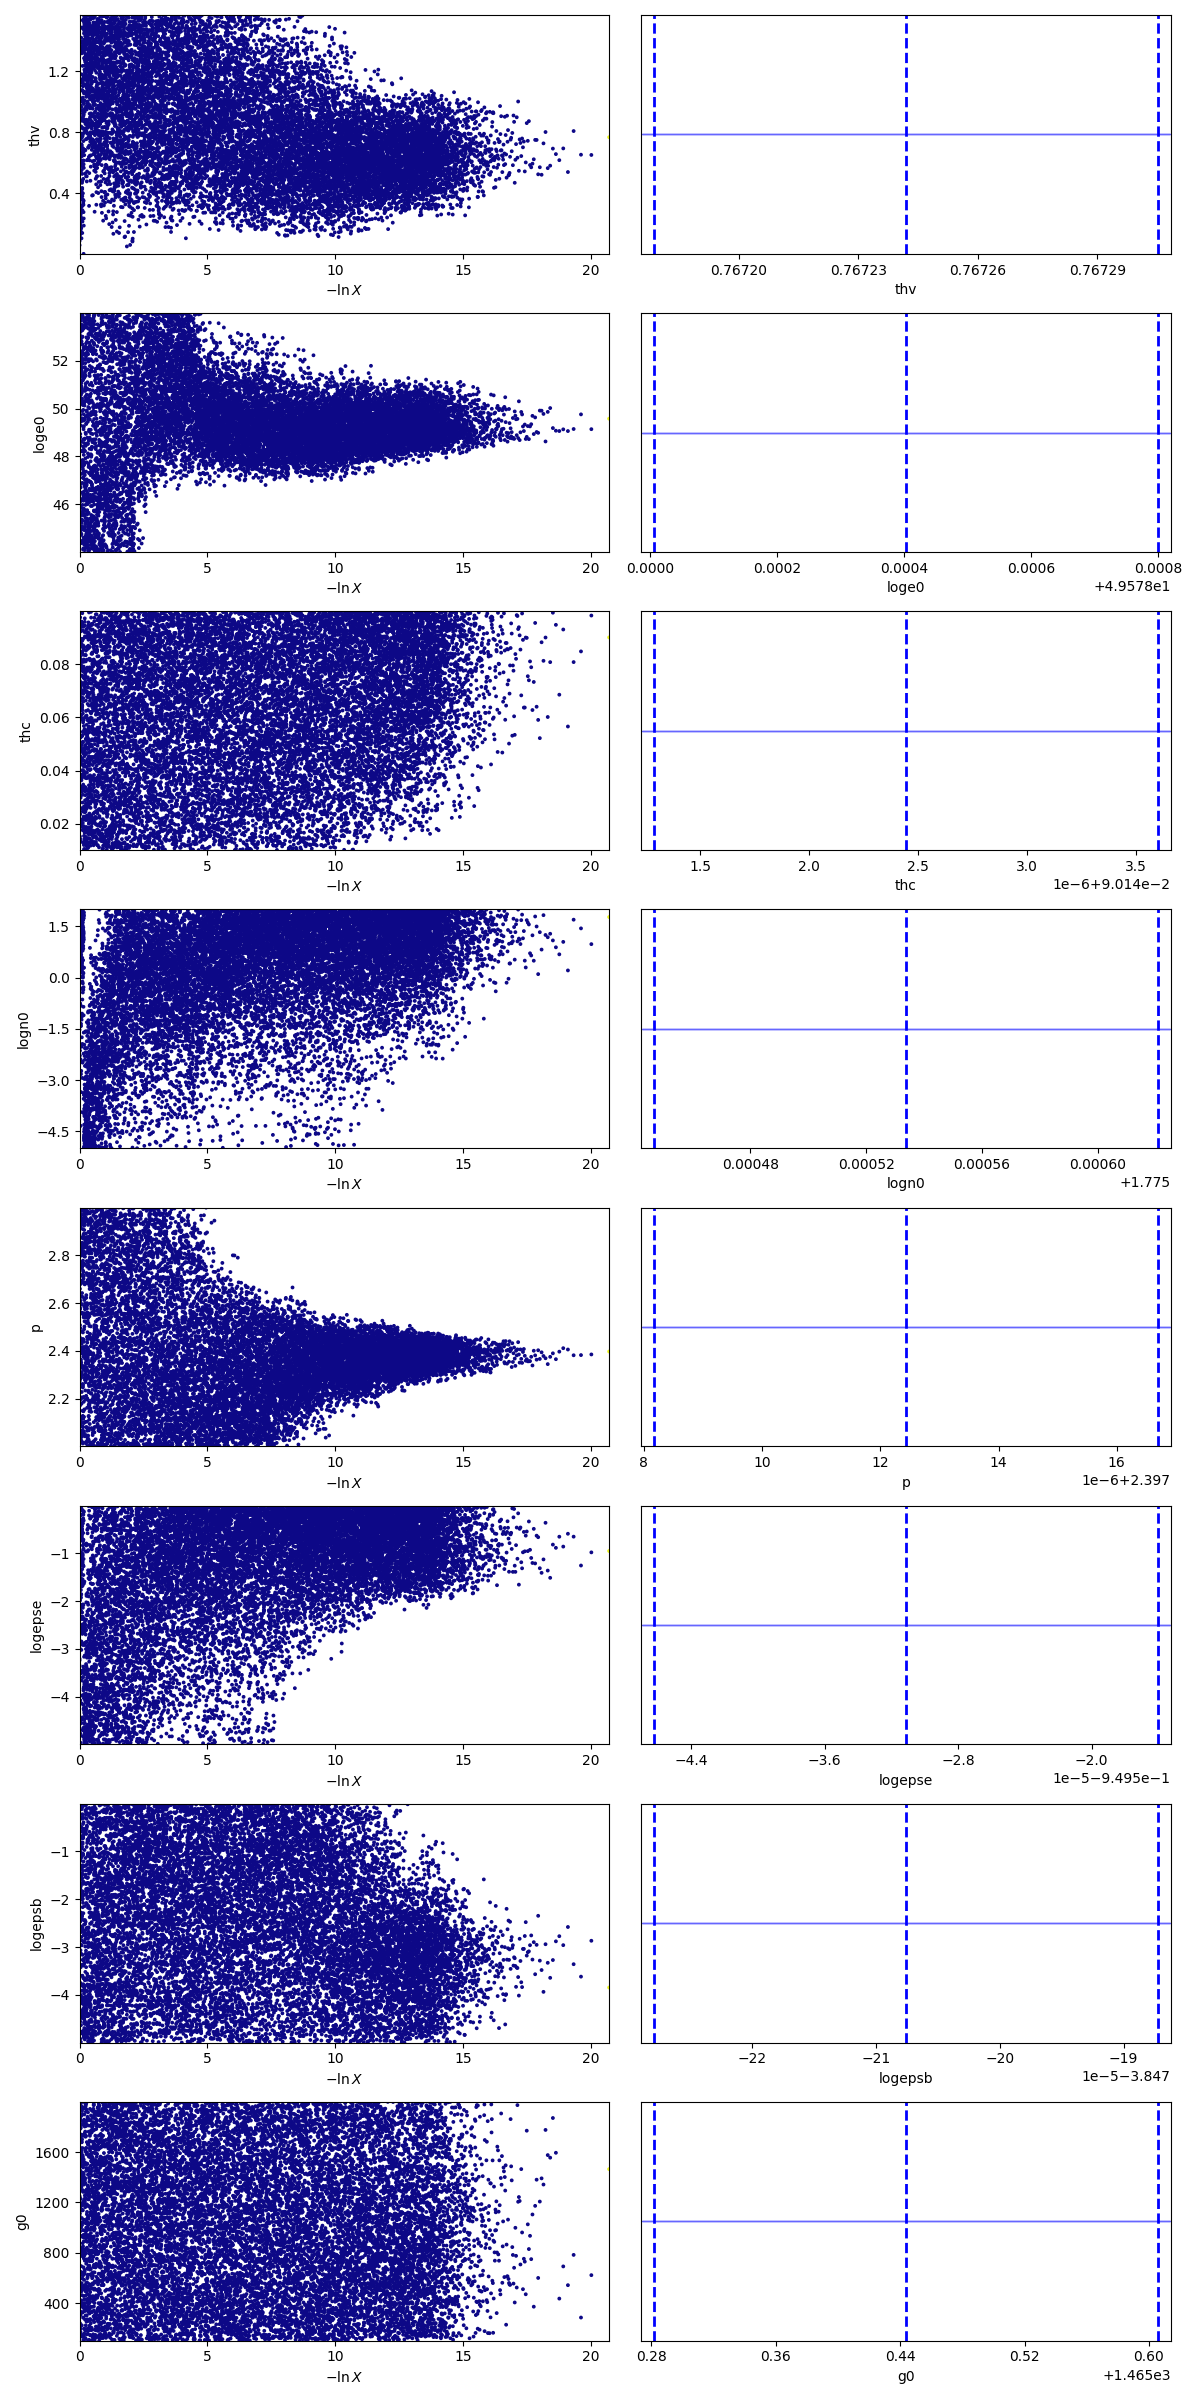 thv
1.2
0.8
0.4
0 5 10 15 20
−ln X
0.76720 0.76723 0.76726 0.76729
thv
loge0
52
50
48
46
0 5 10 15 20
−ln X
0.0000 0.0002 0.0004 0.0006 0.0008
loge0
+4.9578e1
thc
0.08
0.06
0.04
0.02
0 5 10 15 20
−ln X
1.5 2.0 2.5 3.0 3.5
thc
1e−6+9.014e−2
logn0
1.5
0.0
−1.5
−3.0
−4.5
0 5 10 15 20
−ln X
0.00048 0.00052 0.00056 0.00060
logn0
+1.775
p
2.8
2.6
2.4
2.2
0 5 10 15 20
−ln X
8 10 12 14 16
p
1e−6+2.397
logepse
−1
−2
−3
−4
0 5 10 15 20
−ln X
−4.4 −3.6 −2.8 −2.0
logepse
1e−5−9.495e−1
logepsb
−1
−2
−3
−4
0 5 10 15 20
−ln X
−22 −21 −20 −19
logepsb
1e−5−3.847
g0
1600
1200
800
400
0 5 10 15 20
−ln X
0.28 0.36 0.44 0.52 0.60
g0
+1.465e3